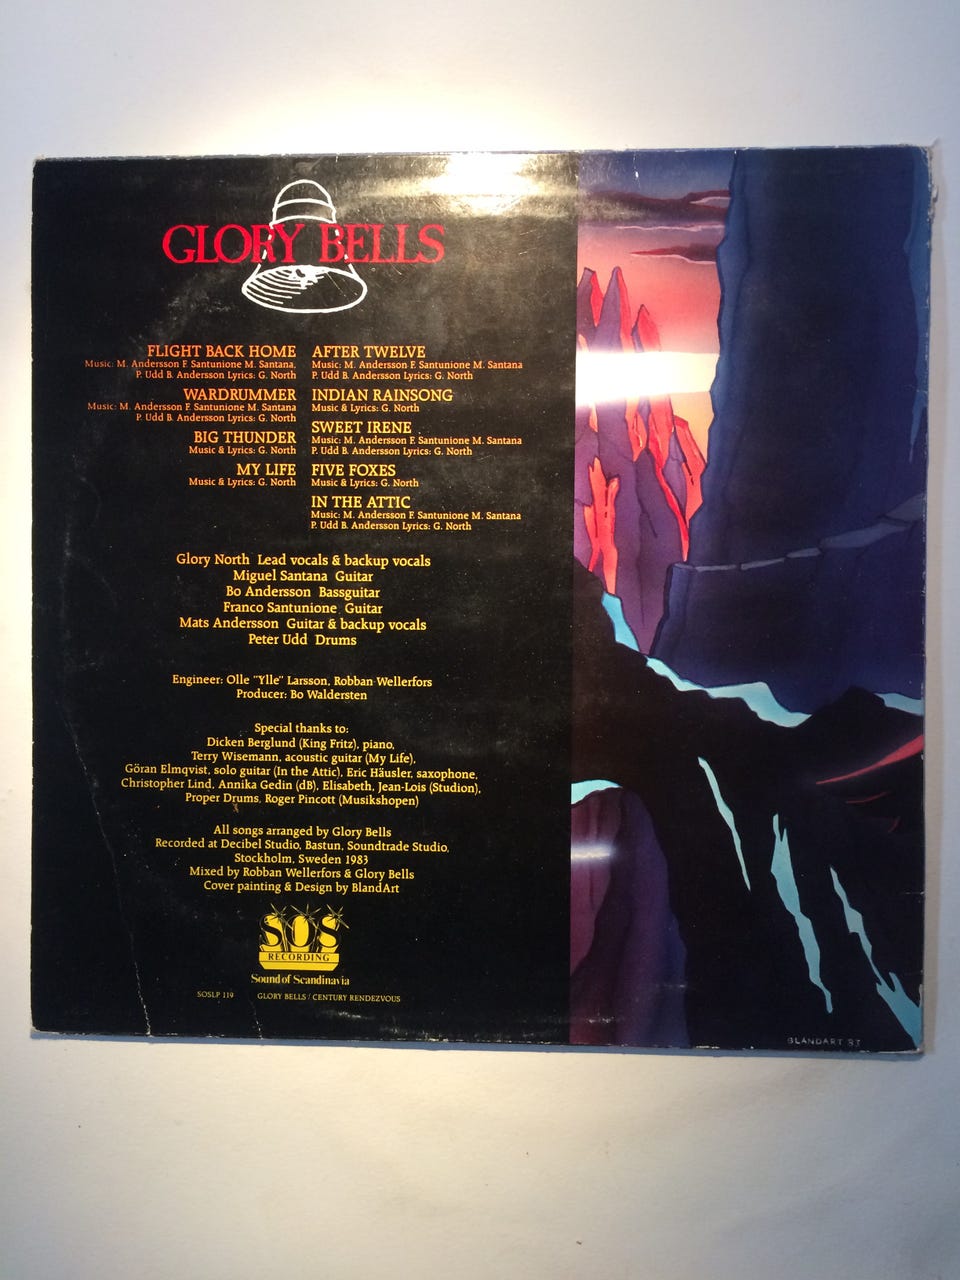 GLORY BELLS
FLIGHT BACK HOME
Music: M. Andersson F. Santunione M. Santana,
P. Udd B. Andersson Lyrics: G. North
WARDRUMMER
Music: M. Andersson F. Santunione M. Santana
P. Udd B. Andersson Lyrics: G. North
BIG THUNDER
Music & Lyrics: G. North
MY LIFE
Music & Lyrics: G. North
AFTER TWELVE
Music: M. Andersson F. Santunione M. Santana
P. Udd B. Andersson Lyrics: G. North
INDIAN RAINSONG
Music & Lyrics: G. North
SWEET IRENE
Music: M. Andersson F. Santunione M. Santana
P. Udd B. Andersson Lyrics: G. North
FIVE FOXES
Music & Lyrics: G. North
IN THE ATTIC
Music: M. Andersson F. Santunione M. Santana
P. Udd B. Andersson Lyrics: G. North
Glory North Lead vocals & backup vocals
Miguel Santana Guitar
Bo Andersson Bassguitar
Franco Santunione Guitar
Mats Andersson Guitar & backup vocals
Peter Udd Drums
Engineer: Olle "Ylle" Larsson, Robban Wellerfors
Producer: Bo Waldersten
Special thanks to:
Dicken Berglund (King Fritz), piano,
Terry Wisemann, acoustic guitar (My Life),
Göran Elmqvist, solo guitar (In the Attic), Eric Häusler, saxophone,
Christopher Lind, Annika Gedin (dB), Elisabeth, Jean-Lois (Studion),
Proper Drums, Roger Pincott (Musikshopen)
All songs arranged by Glory Bells
Recorded at Decibel Studio, Bastun, Soundtrade Studio,
Stockholm, Sweden 1983
Mixed by Robban Wellerfors & Glory Bells
Cover painting & Design by BlandArt
SOS
RECORDING
Sound of Scandinavia
SOSLP 119 GLORY BELLS / CENTURY RENDEZVOUS
BLANDART 83